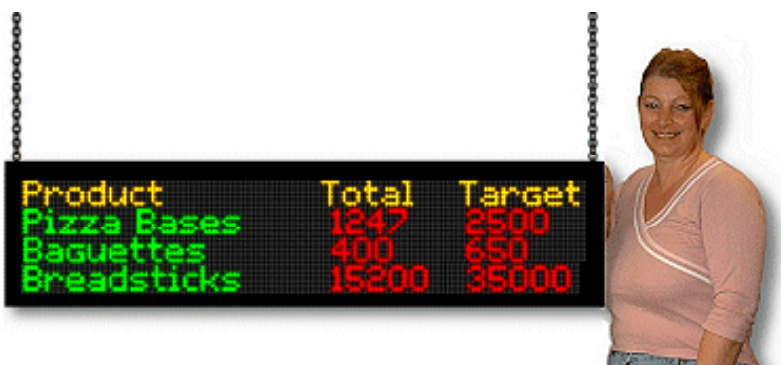 Product Total Target
Pizza Bases 1247 2500
Baguettes 400 650
Breadsticks 15200 35000